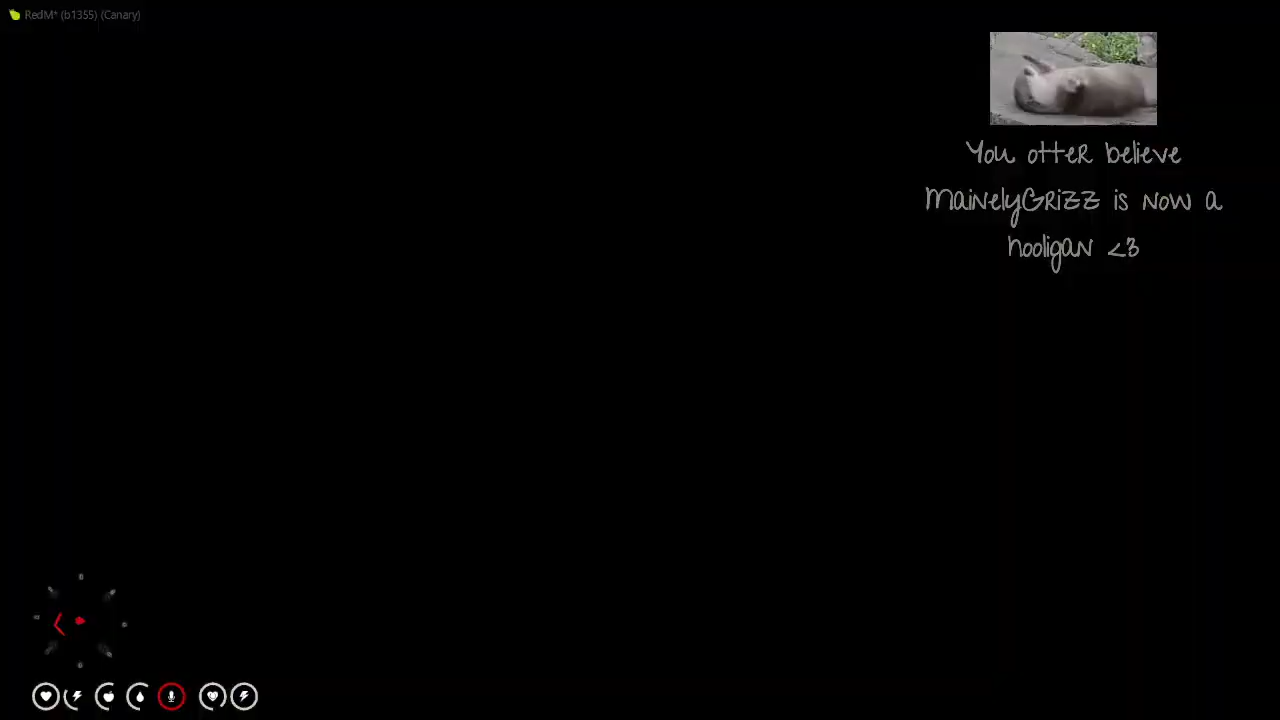 RedM* (b1355) (Canary)
You otter believe
MainelyGrizz is now a
hooligan <3